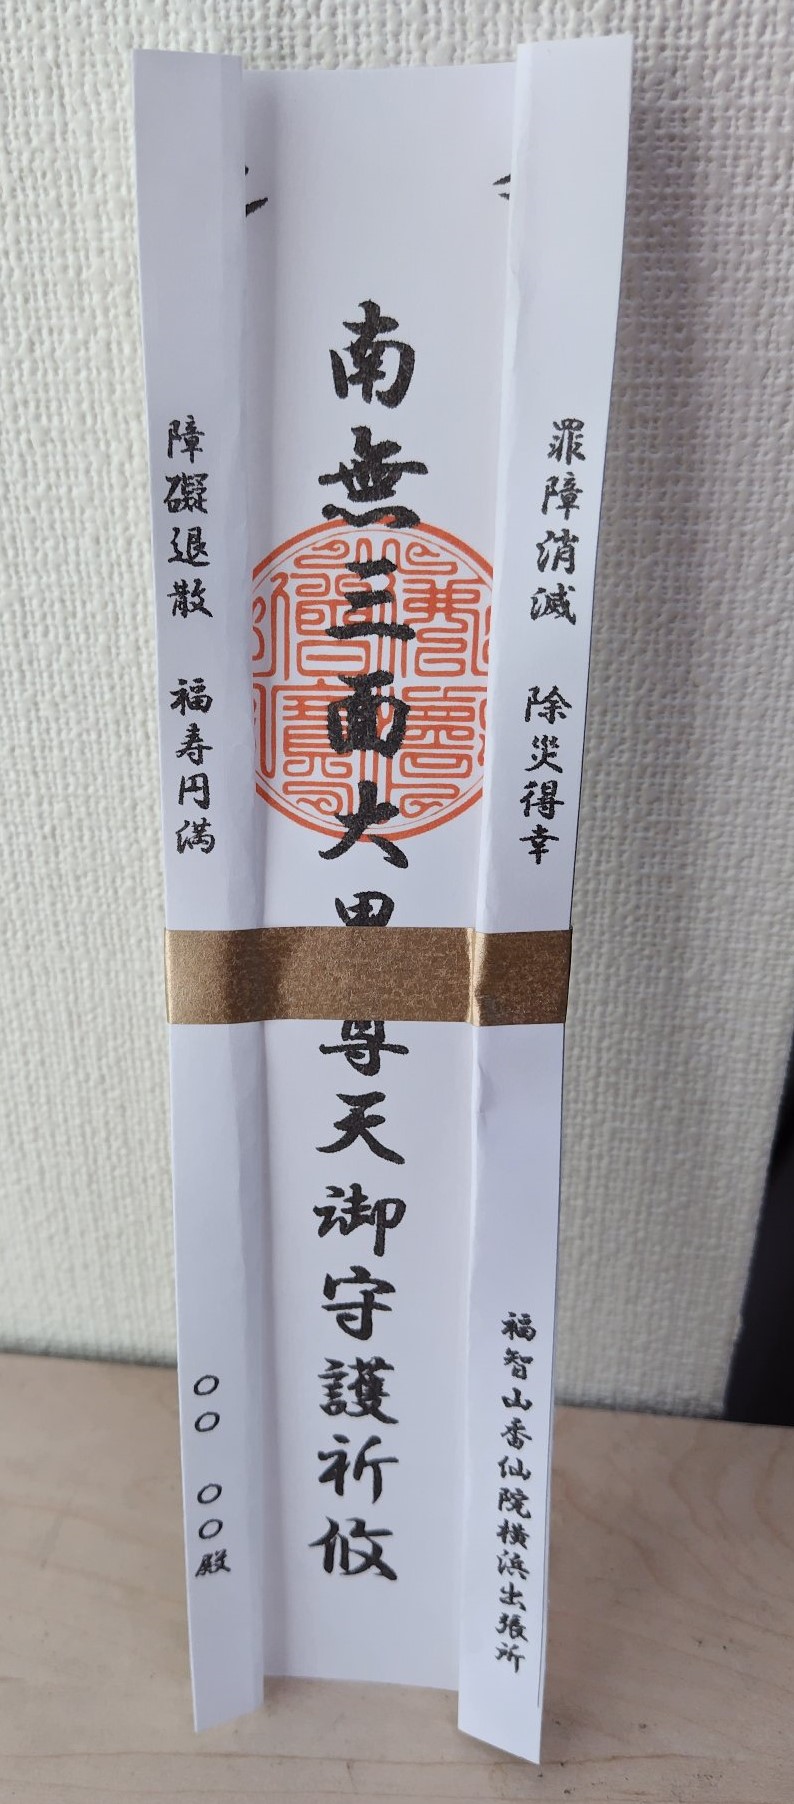 罪障消滅　除災得幸
福智山香仙院横浜出張所
南無三面大黒尊天御守護祈攸
障礙退散　福寿円満
〇〇　〇〇殿